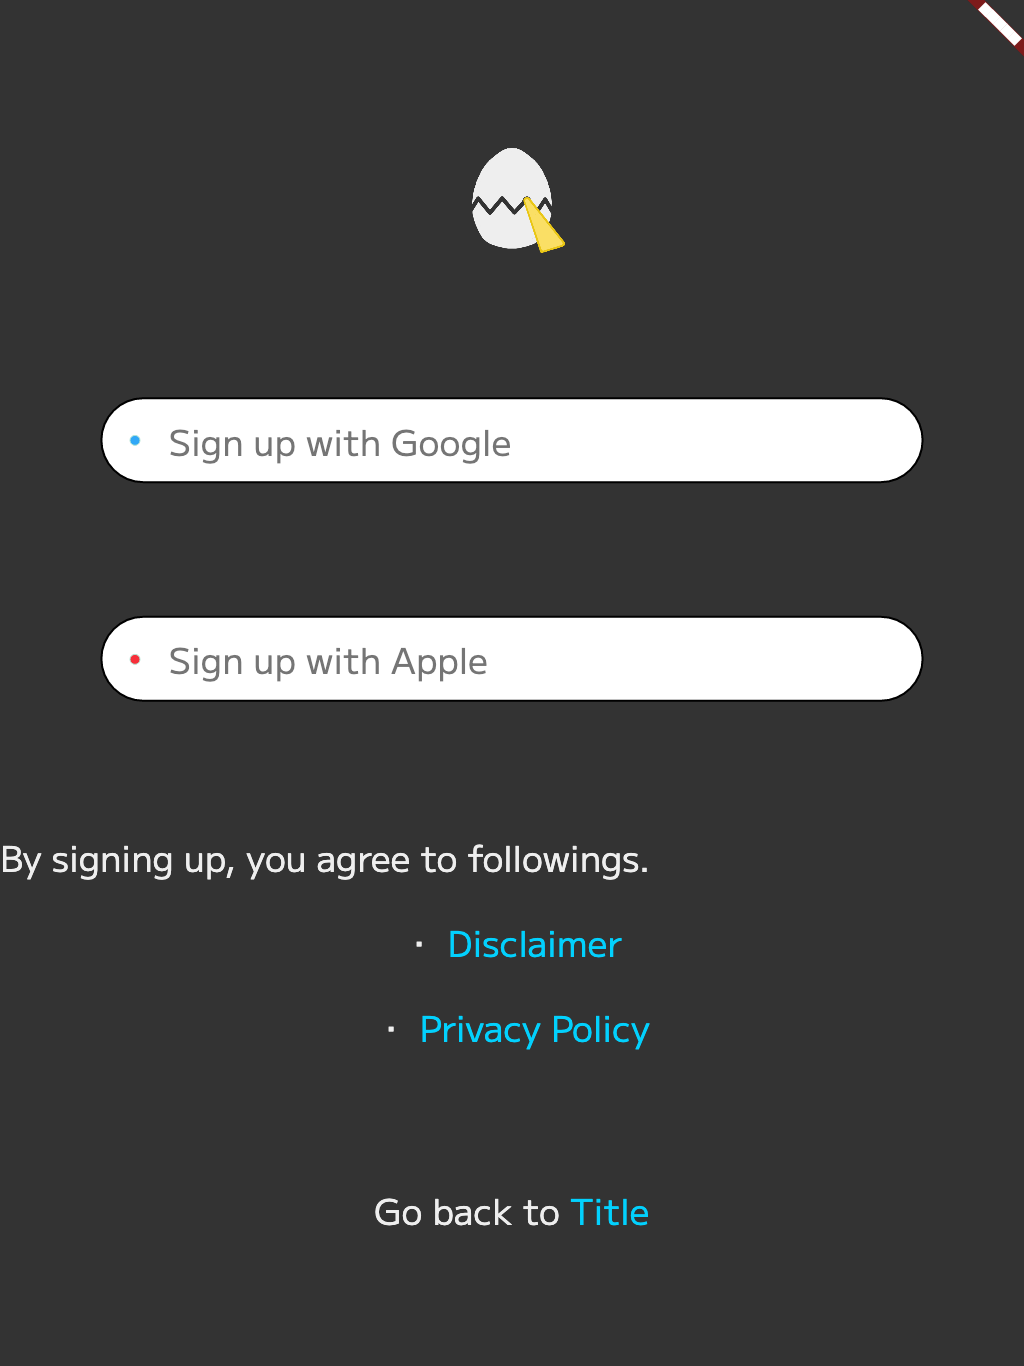 Sign up with Google
Sign up with Apple
By signing up, you agree to followings.
· Disclaimer
· Privacy Policy
Go back to Title